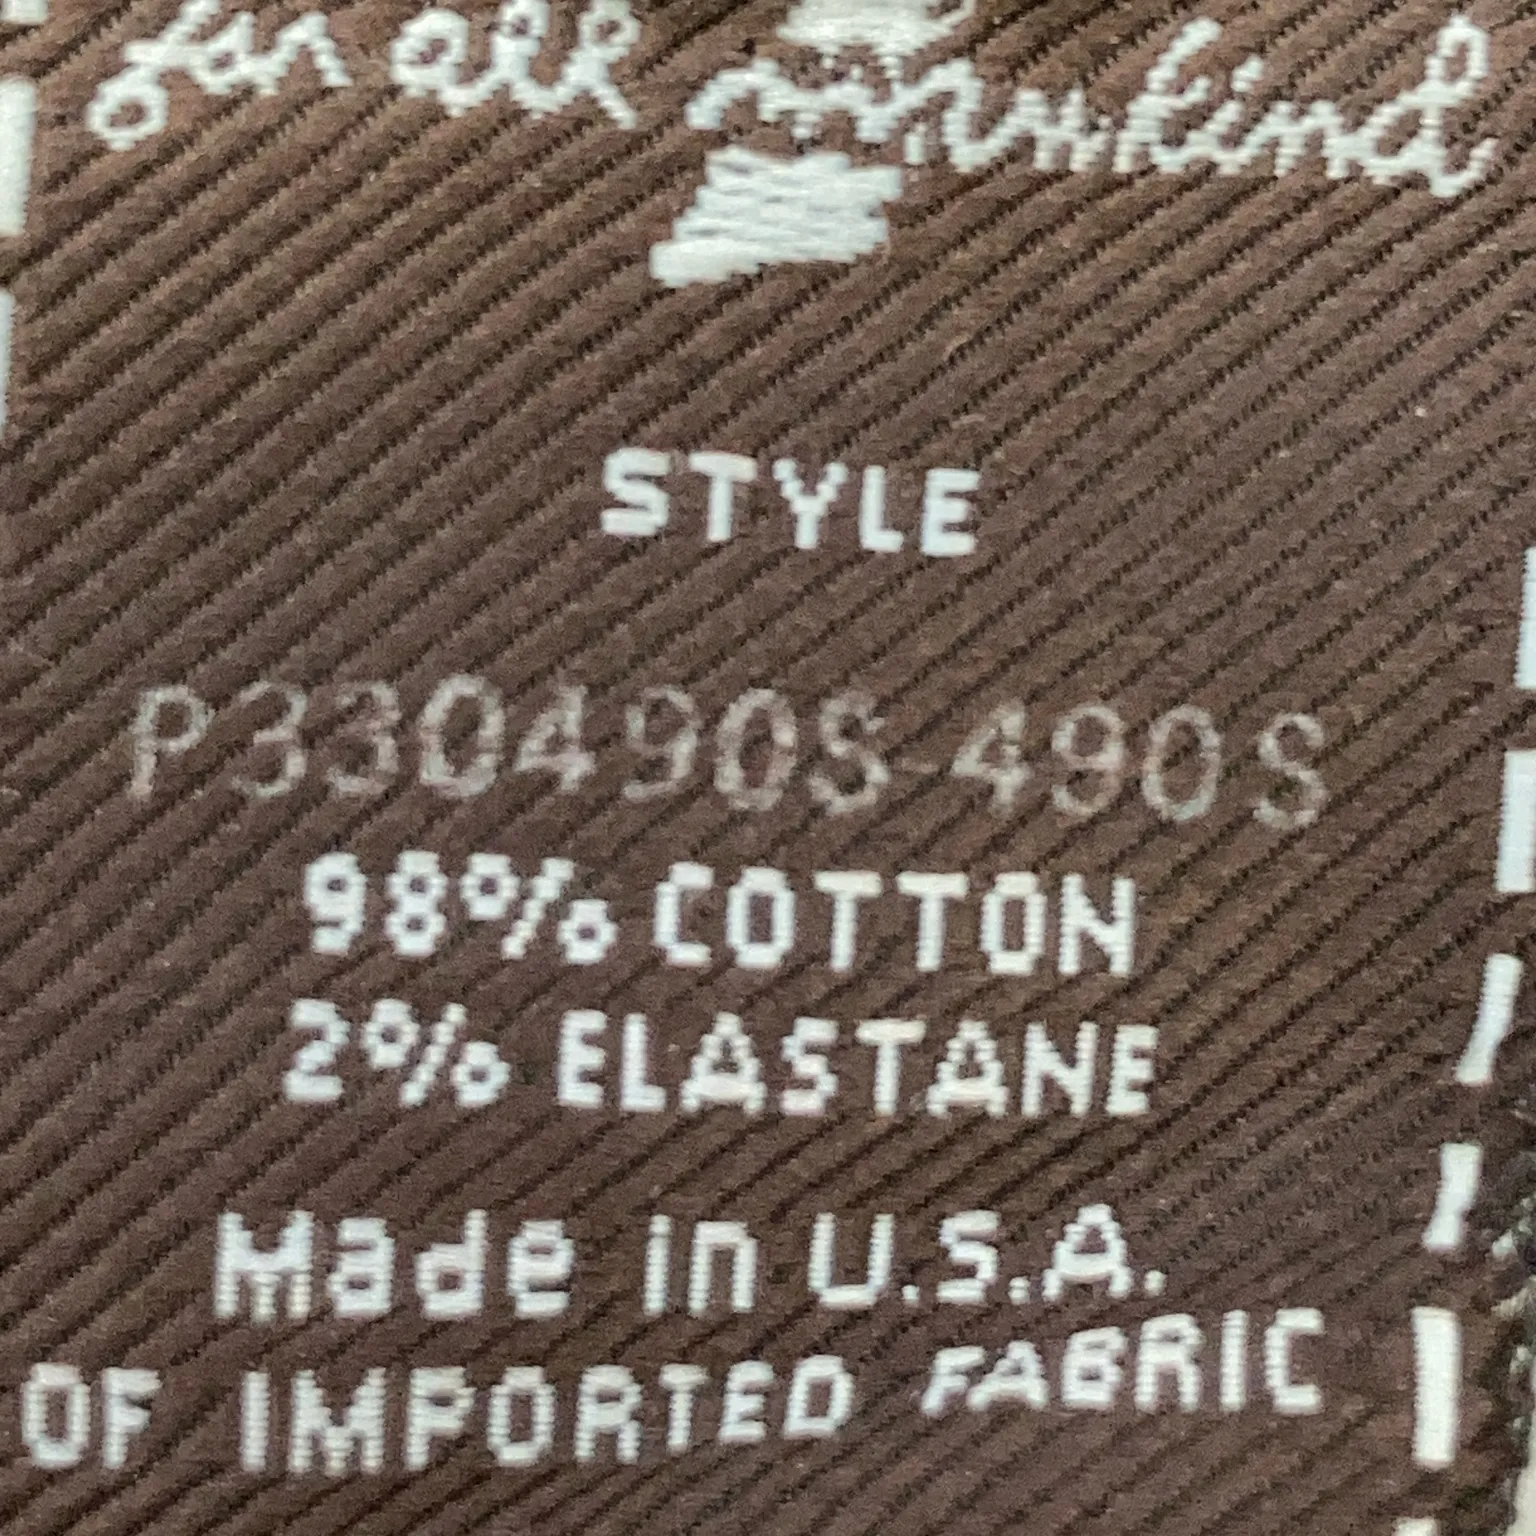 for all mankind
STYLE
P330490S-490S
98% COTTON
2% ELASTANE
Made in U.S.A.
OF IMPORTED FABRIC